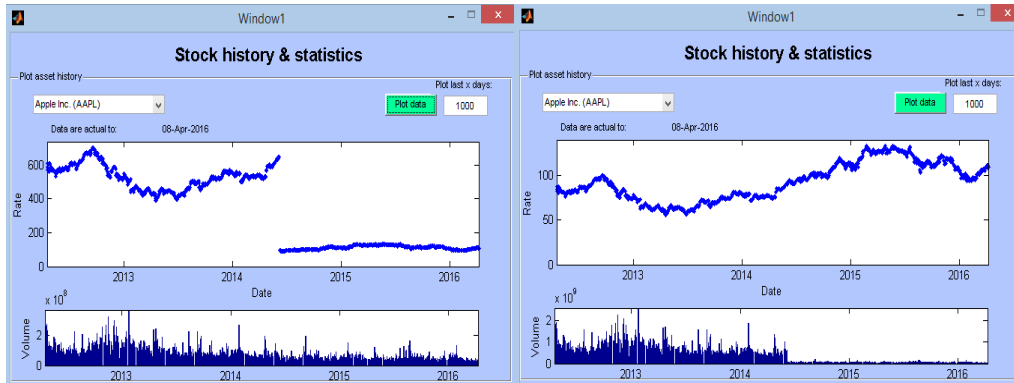 Window1
Stock history & statistics
Plot asset history
Plot last x days:
Apple Inc. (AAPL)
Plot data
1000
Data are actual to: 08-Apr-2016
Rate
600
400
200
0
2013 2014 2015 2016
Date
x 10^8
Volume
2
0
2013 2014 2015 2016
Window1
Stock history & statistics
Plot asset history
Plot last x days:
Apple Inc. (AAPL)
Plot data
1000
Data are actual to: 08-Apr-2016
Rate
100
50
0
2013 2014 2015 2016
Date
x 10^9
Volume
2
1
0
2013 2014 2015 2016